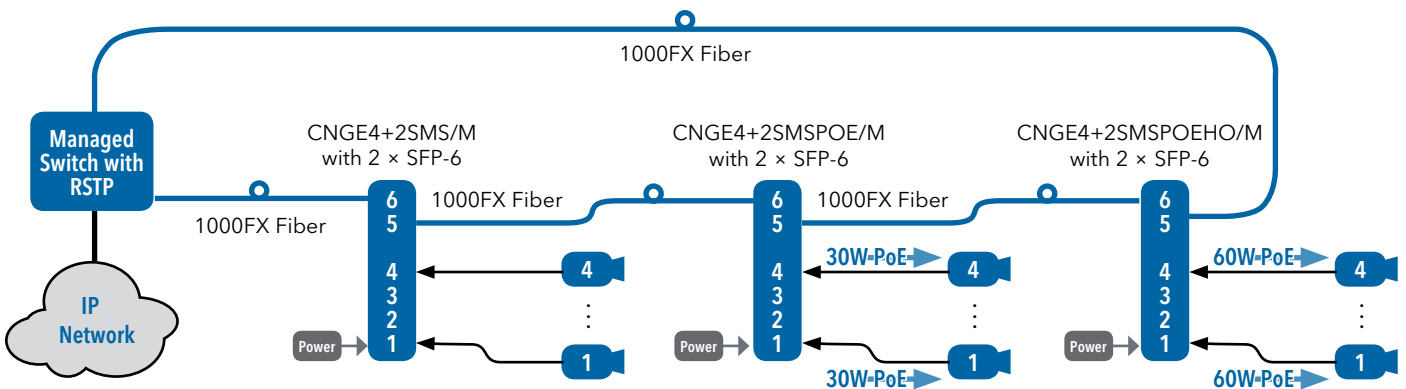 1000FX Fiber
Managed
Switch with
RSTP
CNGE4+2SMS/M
with 2 × SFP-6
CNGE4+2SMSPOE/M
with 2 × SFP-6
CNGE4+2SMSPOEHO/M
with 2 × SFP-6
1000FX Fiber
1000FX Fiber
1000FX Fiber
IP
Network
6
5
4
3
2
1
Power
4
1
6
5
4
3
2
1
Power
30W-PoE
4
30W-PoE
1
6
5
4
3
2
1
Power
60W-PoE
4
60W-PoE
1